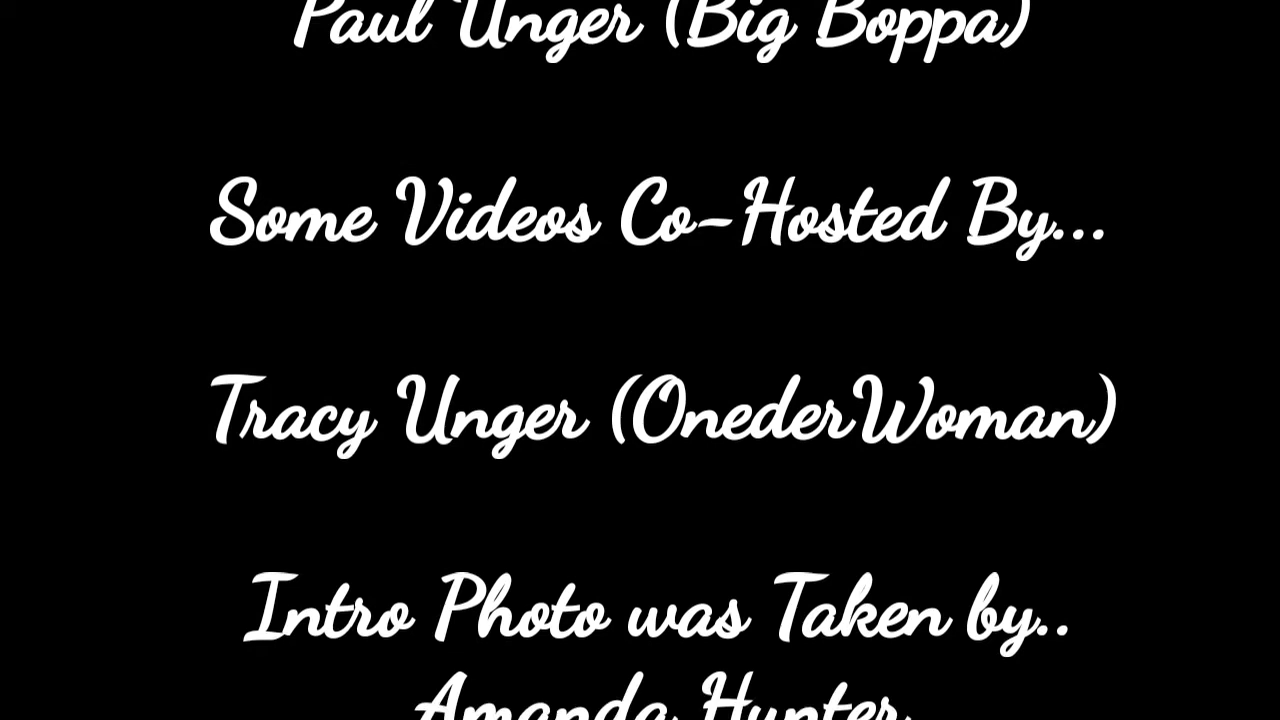 Paul Unger (Big Boppa)
Some Videos Co-Hosted By...
Tracy Unger (OnederWoman)
Intro Photo was Taken by..
Amanda Hunter